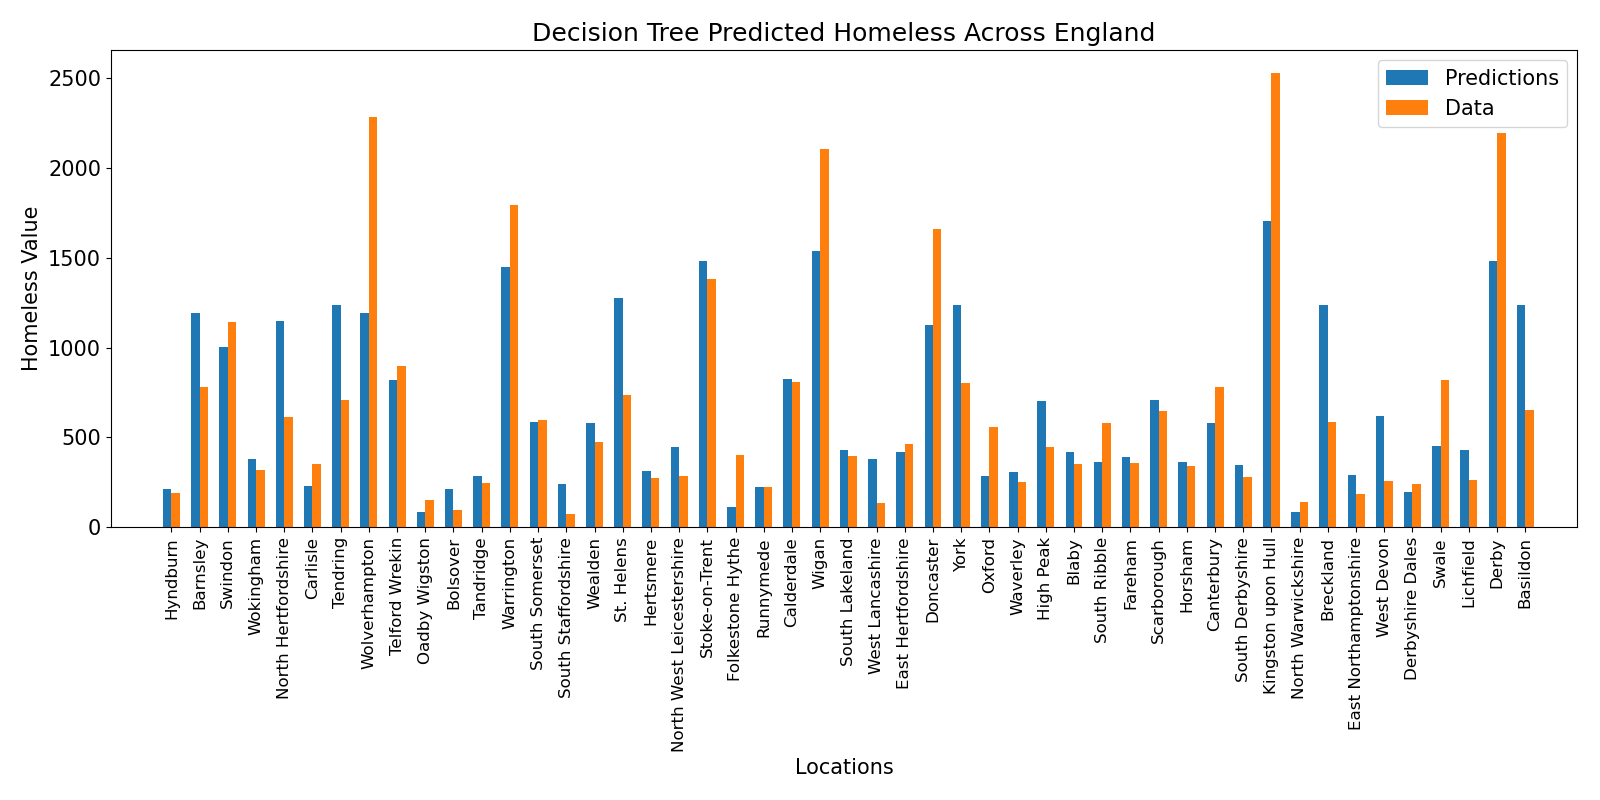 Decision Tree Predicted Homeless Across England
Predictions
Data
Homeless Value
2500
2000
1500
1000
500
0
Hyndburn
Barnsley
Swindon
Wokingham
North Hertfordshire
Carlisle
Tendring
Wolverhampton
Telford Wrekin
Oadby Wigston
Bolsover
Tandridge
Warrington
South Somerset
South Staffordshire
Wealden
St. Helens
Hertsmere
North West Leicestershire
Stoke-on-Trent
Folkestone Hythe
Runnymede
Calderdale
Wigan
South Lakeland
West Lancashire
East Hertfordshire
Doncaster
York
Oxford
Waverley
High Peak
Blaby
South Ribble
Fareham
Scarborough
Horsham
Canterbury
South Derbyshire
Kingston upon Hull
North Warwickshire
Breckland
East Northamptonshire
West Devon
Derbyshire Dales
Swale
Lichfield
Derby
Basildon
Locations